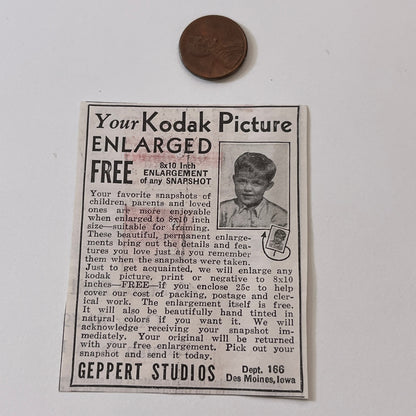 Your Kodak Picture
ENLARGED
FREE 8x10 Inch
ENLARGEMENT
of any SNAPSHOT
Your favorite snapshots of
children, parents and loved
ones are more enjoyable
when enlarged to 8x10 inch
size—suitable for framing.
These beautiful, permanent enlarge-
ments bring out the details and fea-
tures you love just as you remember
them when the snapshots were taken.
Just to get acquainted, we will enlarge any
kodak picture, print or negative to 8x10
inches—FREE—if you enclose 25c to help
cover our cost of packing, postage and cler-
ical work. The enlargement itself is free.
It will also be beautifully hand tinted in
natural colors if you want it. We will
acknowledge receiving your snapshot im-
mediately. Your original will be returned
with your free enlargement. Pick out your
snapshot and send it today.
GEPPERT STUDIOS Dept. 166
Des Moines, Iowa